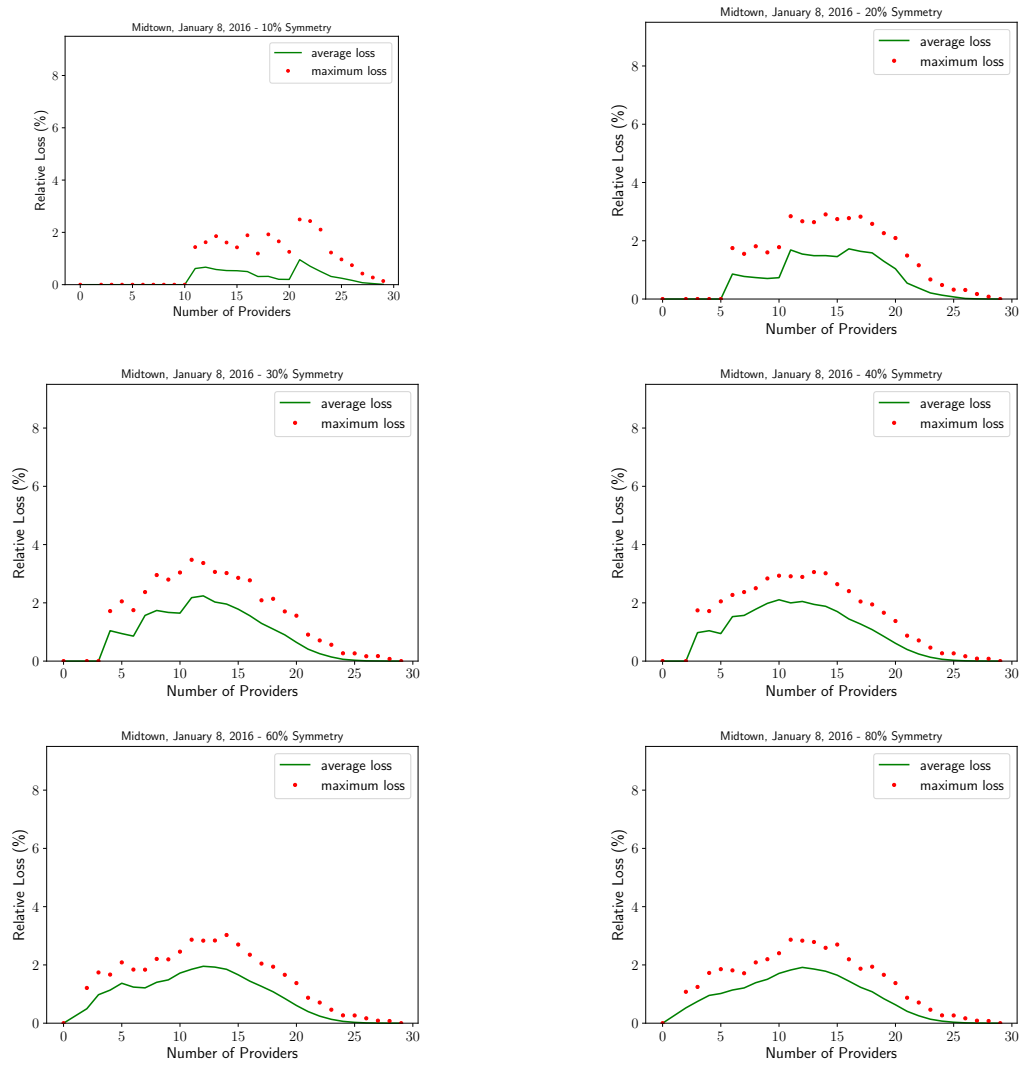 Midtown, January 8, 2016 - 10% Symmetry
average loss
maximum loss
Relative Loss (%)
8
6
4
2
0
0 5 10 15 20 25 30
Number of Providers
Midtown, January 8, 2016 - 20% Symmetry
average loss
maximum loss
Relative Loss (%)
8
6
4
2
0
0 5 10 15 20 25 30
Number of Providers
Midtown, January 8, 2016 - 30% Symmetry
average loss
maximum loss
Relative Loss (%)
8
6
4
2
0
0 5 10 15 20 25 30
Number of Providers
Midtown, January 8, 2016 - 40% Symmetry
average loss
maximum loss
Relative Loss (%)
8
6
4
2
0
0 5 10 15 20 25 30
Number of Providers
Midtown, January 8, 2016 - 60% Symmetry
average loss
maximum loss
Relative Loss (%)
8
6
4
2
0
0 5 10 15 20 25 30
Number of Providers
Midtown, January 8, 2016 - 80% Symmetry
average loss
maximum loss
Relative Loss (%)
8
6
4
2
0
0 5 10 15 20 25 30
Number of Providers